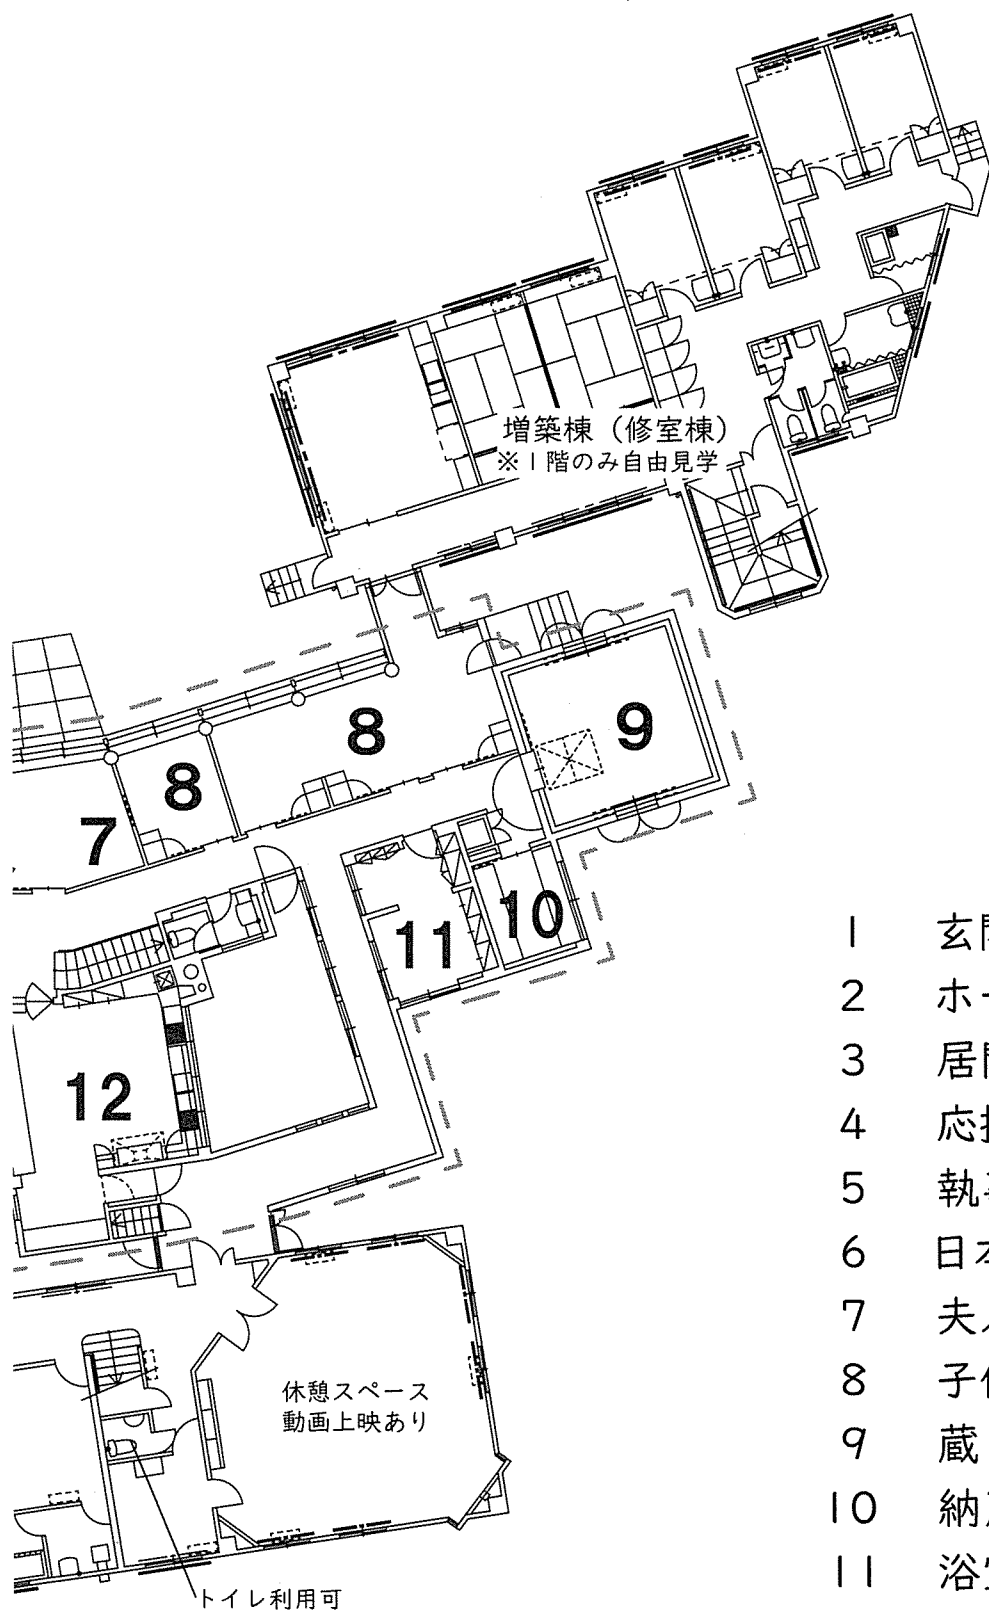 増築棟（修室棟）
※1階のみ自由見学
9
8
8
7
10
11
12
休憩スペース
動画上映あり
トイレ利用可
1 玄
2 ホー
3 居
4 応
5 執
6 日本
7 夫
8 子
9 蔵
10 納
11 浴